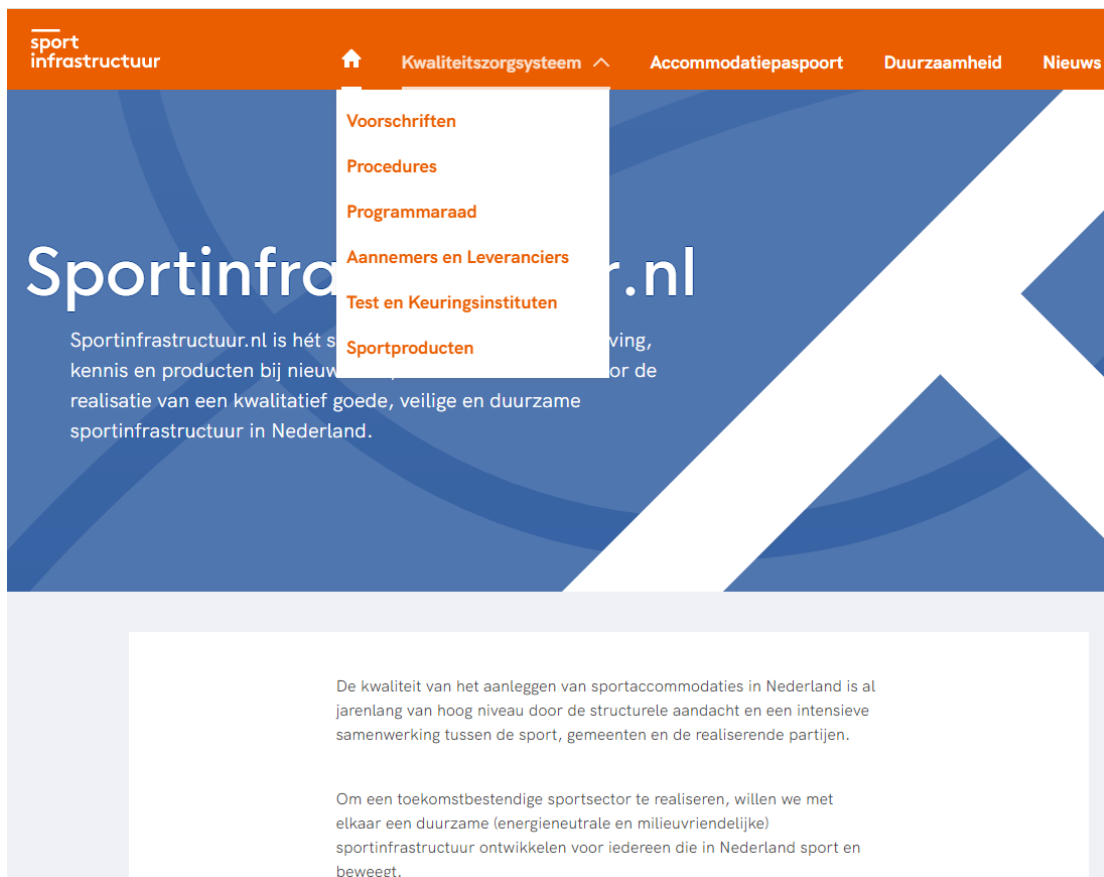 sport
infrastructuur
Kwaliteitszorgsysteem
Accommodatiepaspoort
Duurzaamheid
Nieuws
Voorschriften
Procedures
Programmaraad
Aannemers en Leveranciers
Test en Keuringsinstituten
Sportproducten
Sportinfra r.nl
Sportinfrastructuur.nl is hét s ving,
kennis en producten bij nieuw or de
realisatie van een kwalitatief goede, veilige en duurzame
sportinfrastructuur in Nederland.
De kwaliteit van het aanleggen van sportaccommodaties in Nederland is al
jarenlang van hoog niveau door de structurele aandacht en een intensieve
samenwerking tussen de sport, gemeenten en de realiserende partijen.
Om een toekomstbestendige sportsector te realiseren, willen we met
elkaar een duurzame (energieneutrale en milieuvriendelijke)
sportinfrastructuur ontwikkelen voor iedereen die in Nederland sport en
beweegt.